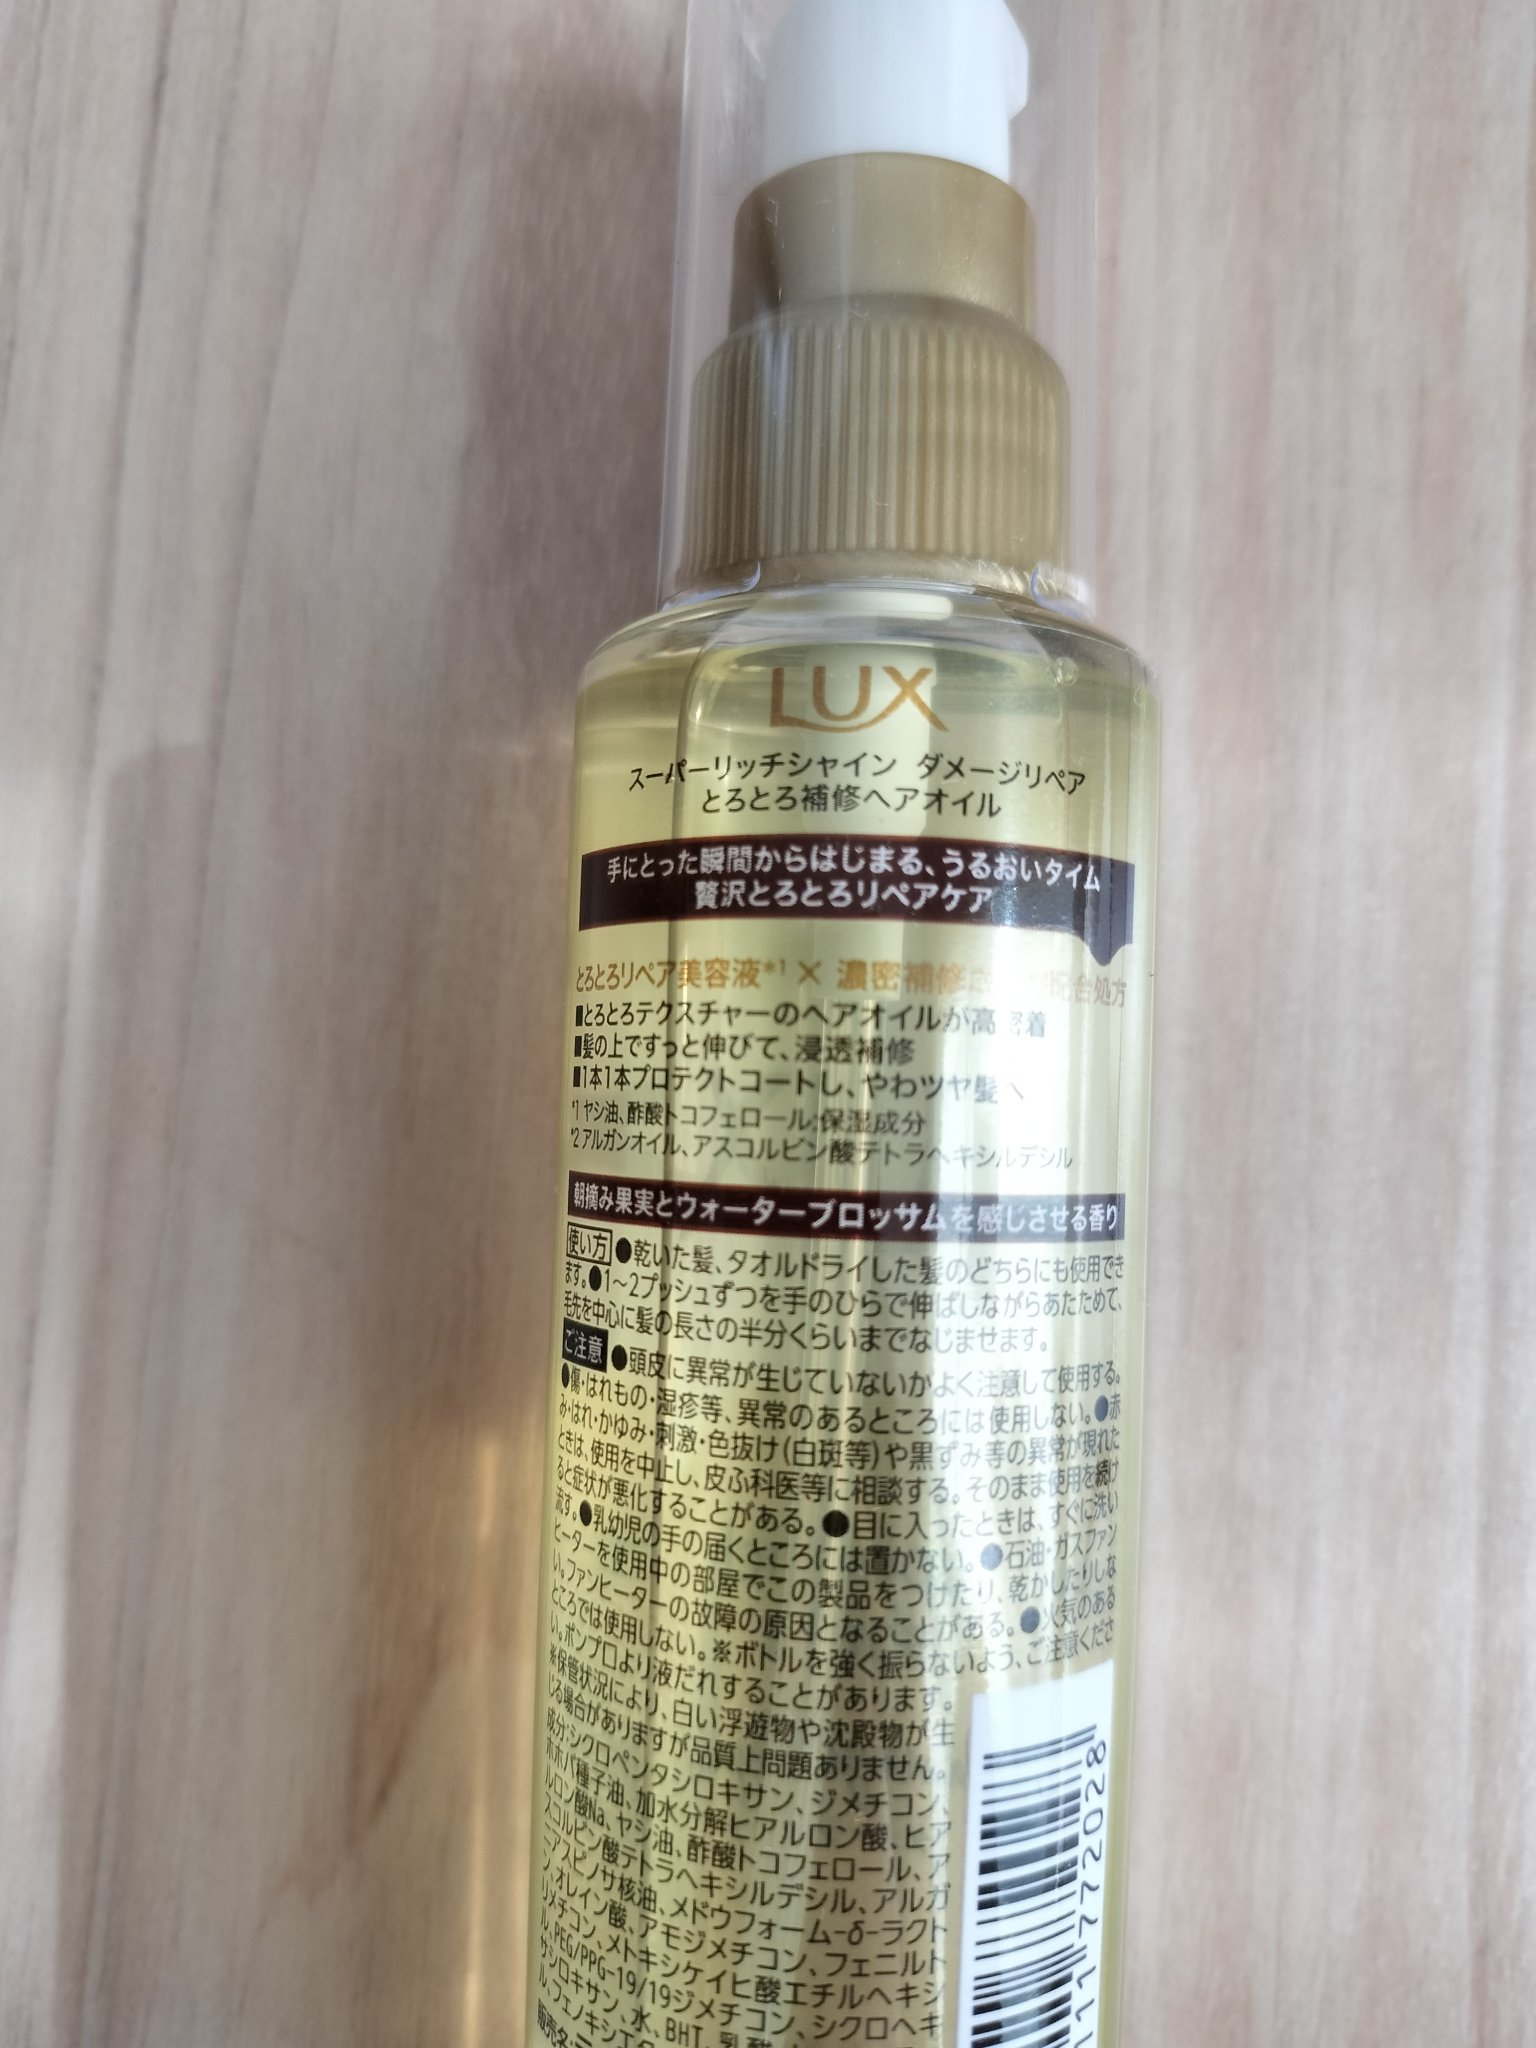 LUX
スーパーリッチシャイン ダメージリペア
とろとろ補修ヘアオイル
手にとった瞬間からはじまる、うるおいタイム
贅沢とろとろリペアケア
とろとろリペア美容液*1 × 濃密補修 配合処方
■とろとろテクスチャーのヘアオイルが高密着
■髪の上ですっと伸びて、浸透補修
■1本1本プロテクトコートし、やわツヤ髪へ
*1 ヤシ油、酢酸トコフェロール:保湿成分
*2 アルガンオイル、アスコルビン酸テトラヘキシルデシル
朝摘み果実とウォーターブロッサムを感じさせる香り
使い方 ●乾いた髪、タオルドライした髪のどちらにも使用でき
ます。●1～2プッシュずつを手のひらで伸ばしながらあたためて、
毛先を中心に髪の長さの半分くらいまでなじませます。
ご注意 ●頭皮に異常が生じていないかよく注意して使用する。
●傷・はれもの・湿疹等、異常のあるところには使用しない。●赤
み・はれ・かゆみ・刺激・色抜け(白斑等)や黒ずみ等の異常が現れた
ときは、使用を中止し、皮ふ科医等に相談する。そのまま使用を続け
ると症状が悪化することがある。●目に入ったときは、すぐに洗い
流す。●乳幼児の手の届くところには置かない。●石油・ガスファン
ヒーターを使用中の部屋でこの製品をつけたり、乾かしたりしな
い。ファンヒーターの故障の原因となることがある。●火気のある
ところでは使用しない。※ボトルを強く振らないよう、ご注意くださ
い。ポンプ口より液だれすることがあります。
※保管状況により、白い浮遊物や沈殿物が生
じる場合がありますが品質上問題ありません。
成分:シクロペンタシロキサン、ジメチコン、
ホホバ種子油、加水分解ヒアルロン酸、ヒア
ルロン酸Na、ヤシ油、酢酸トコフェロール、ア
スコルビン酸テトラヘキシルデシル、アルガ
ニアスピノサ核油、メドウフォーム-δ-ラクト
ン、オレイン酸、アモジメチコン、フェニルト
リメチコン、メトキシケイヒ酸エチルヘキシ
ル、PEG/PPG-19/19ジメチコン、シクロヘキ
サシロキサン、水、BHT、乳酸
ル、フェノキシエタ
販売名:
111772028